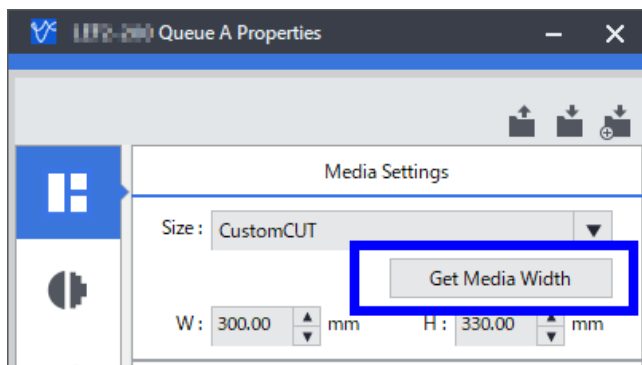 Queue A Properties
Media Settings
Size : CustomCUT
Get Media Width
W : 300.00 mm H : 330.00 mm